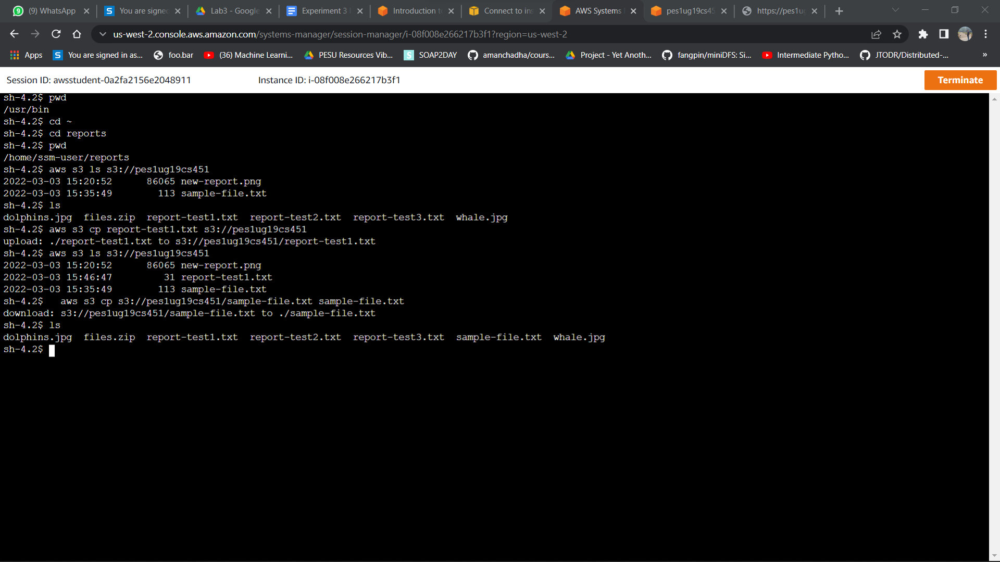 (9) WhatsApp
You are signed
Lab3 - Google
Experiment 3
Introduction to
Connect to ins
AWS Systems
pes1ug19cs45
https://pes1ug
us-west-2.console.aws.amazon.com/systems-manager/session-manager/i-08f008e266217b3f1?region=us-west-2
Apps
You are signed in as...
foo.bar
(36) Machine Learni...
PESU Resources Vib...
SOAP2DAY
amanchadha/cours...
Project - Yet Anoth...
fangpin/miniDFS: Si...
Intermediate Pytho...
JTODR/Distributed-...
»
Session ID: awsstudent-0a2fa2156e2048911
Instance ID: i-08f008e266217b3f1
Terminate
sh-4.2$ pwd
/usr/bin
sh-4.2$ cd ~
sh-4.2$ cd reports
sh-4.2$ pwd
/home/ssm-user/reports
sh-4.2$ aws s3 ls s3://pes1ug19cs451
2022-03-03 15:20:52      86065 new-report.png
2022-03-03 15:35:49        113 sample-file.txt
sh-4.2$ ls
dolphins.jpg  files.zip  report-test1.txt  report-test2.txt  report-test3.txt  whale.jpg
sh-4.2$ aws s3 cp report-test1.txt s3://pes1ug19cs451
upload: ./report-test1.txt to s3://pes1ug19cs451/report-test1.txt
sh-4.2$ aws s3 ls s3://pes1ug19cs451
2022-03-03 15:20:52      86065 new-report.png
2022-03-03 15:46:47         31 report-test1.txt
2022-03-03 15:35:49        113 sample-file.txt
sh-4.2$   aws s3 cp s3://pes1ug19cs451/sample-file.txt sample-file.txt
download: s3://pes1ug19cs451/sample-file.txt to ./sample-file.txt
sh-4.2$ ls
dolphins.jpg  files.zip  report-test1.txt  report-test2.txt  report-test3.txt  sample-file.txt  whale.jpg
sh-4.2$